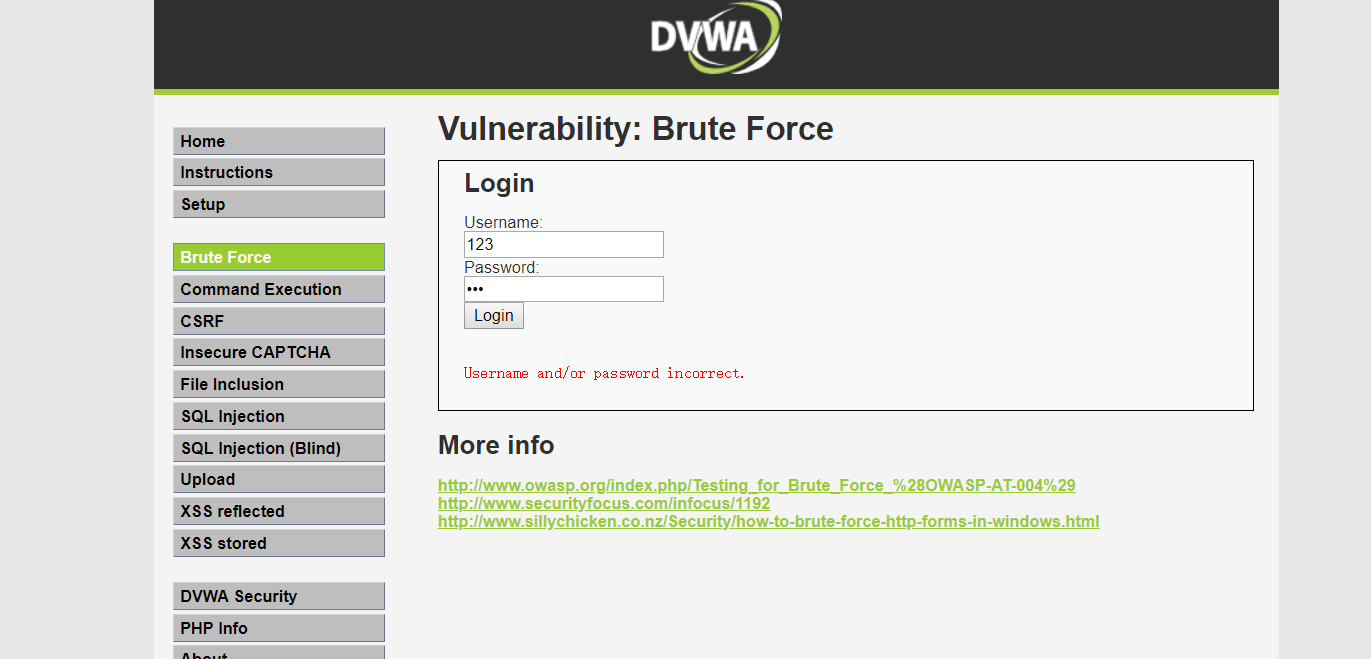 DVWA
Home
Instructions
Setup
Brute Force
Command Execution
CSRF
Insecure CAPTCHA
File Inclusion
SQL Injection
SQL Injection (Blind)
Upload
XSS reflected
XSS stored
DVWA Security
PHP Info
About
Vulnerability: Brute Force
Login
Username:
123
Password:
•••
Login
Username and/or password incorrect.
More info
http://www.owasp.org/index.php/Testing_for_Brute_Force_%28OWASP-AT-004%29
http://www.securityfocus.com/infocus/1192
http://www.sillychicken.co.nz/Security/how-to-brute-force-http-forms-in-windows.html